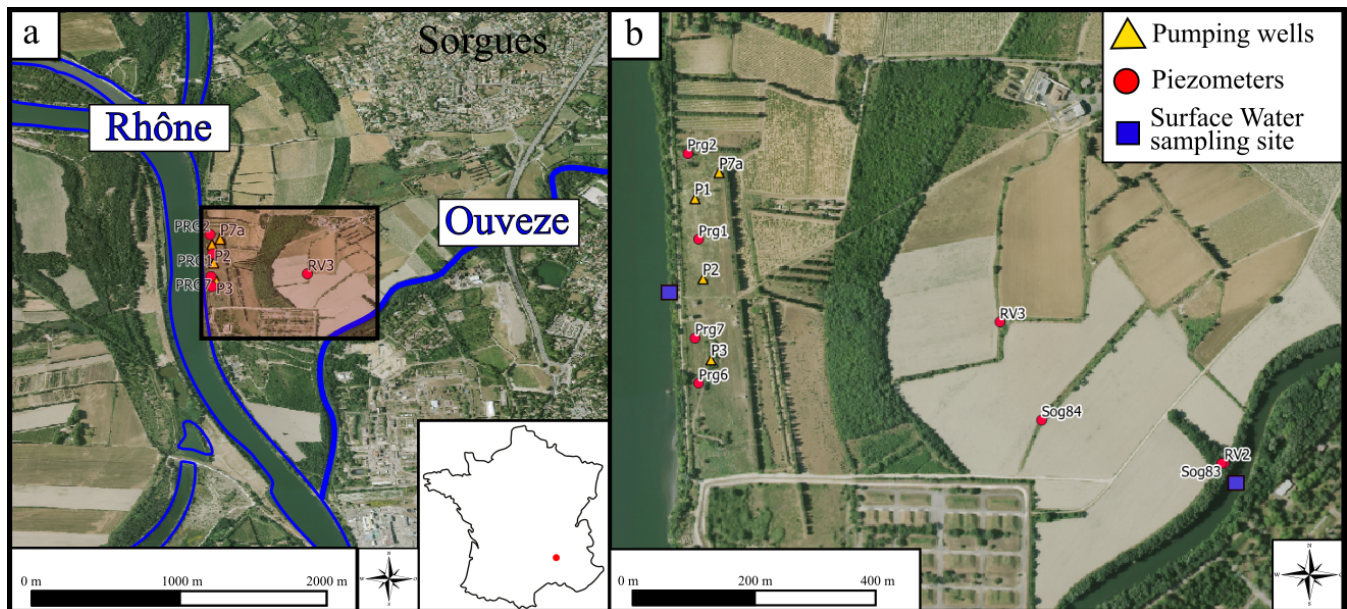 a
Sorgues
Rhône
Ouveze
PRG2
P7a
P2
PRG1
RV3
PRG7
P3
0 m
1000 m
2000 m
N
b
Pumping wells
Piezometers
Surface Water
sampling site
Prg2
P7a
P1
Prg1
P2
RV3
Prg7
P3
Prg6
Sog84
RV2
Sog83
0 m
200 m
400 m
N